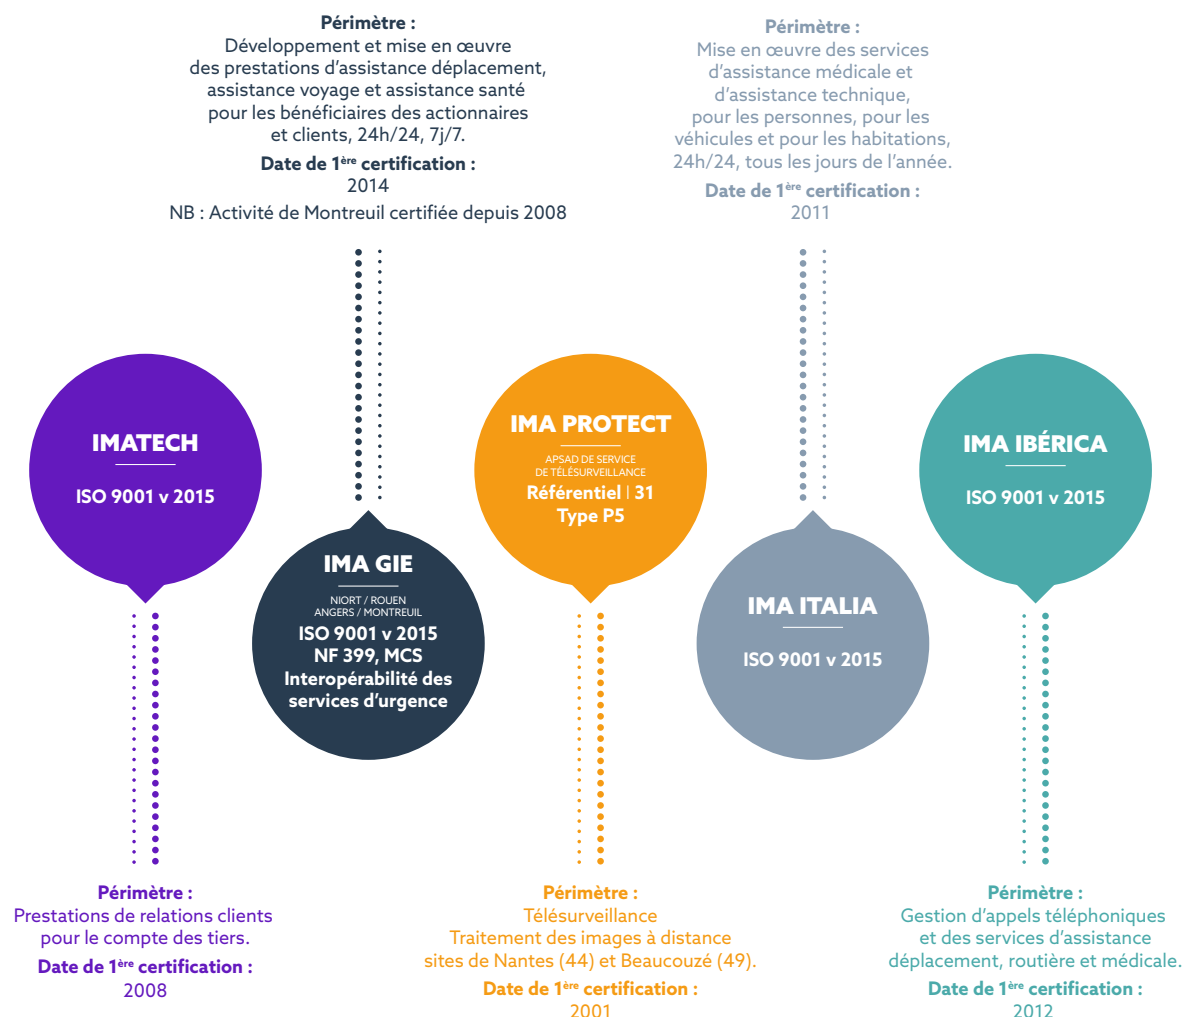 Périmètre :
Développement et mise en œuvre
des prestations d’assistance déplacement,
assistance voyage et assistance santé
pour les bénéficiaires des actionnaires
et clients, 24h/24, 7j/7.
Date de 1ère certification :
2014
NB : Activité de Montreuil certifiée depuis 2008
Périmètre :
Mise en œuvre des services
d’assistance médicale et
d’assistance technique,
pour les personnes, pour les
véhicules et pour les habitations,
24h/24, tous les jours de l’année.
Date de 1ère certification :
2011
IMATECH
ISO 9001 v 2015
IMA GIE
NIORT / ROUEN
ANGERS / MONTREUIL
ISO 9001 v 2015
NF 399, MCS
Interopérabilité des
services d’urgence
IMA PROTECT
APSAD DE SERVICE
DE TÉLÉSURVEILLANCE
Référentiel I 31
Type P5
IMA ITALIA
ISO 9001 v 2015
IMA IBÉRICA
ISO 9001 v 2015
Périmètre :
Prestations de relations clients
pour le compte des tiers.
Date de 1ère certification :
2008
Périmètre :
Télésurveillance
Traitement des images à distance
sites de Nantes (44) et Beaucouzé (49).
Date de 1ère certification :
2001
Périmètre :
Gestion d’appels téléphoniques
et des services d’assistance
déplacement, routière et médicale.
Date de 1ère certification :
2012